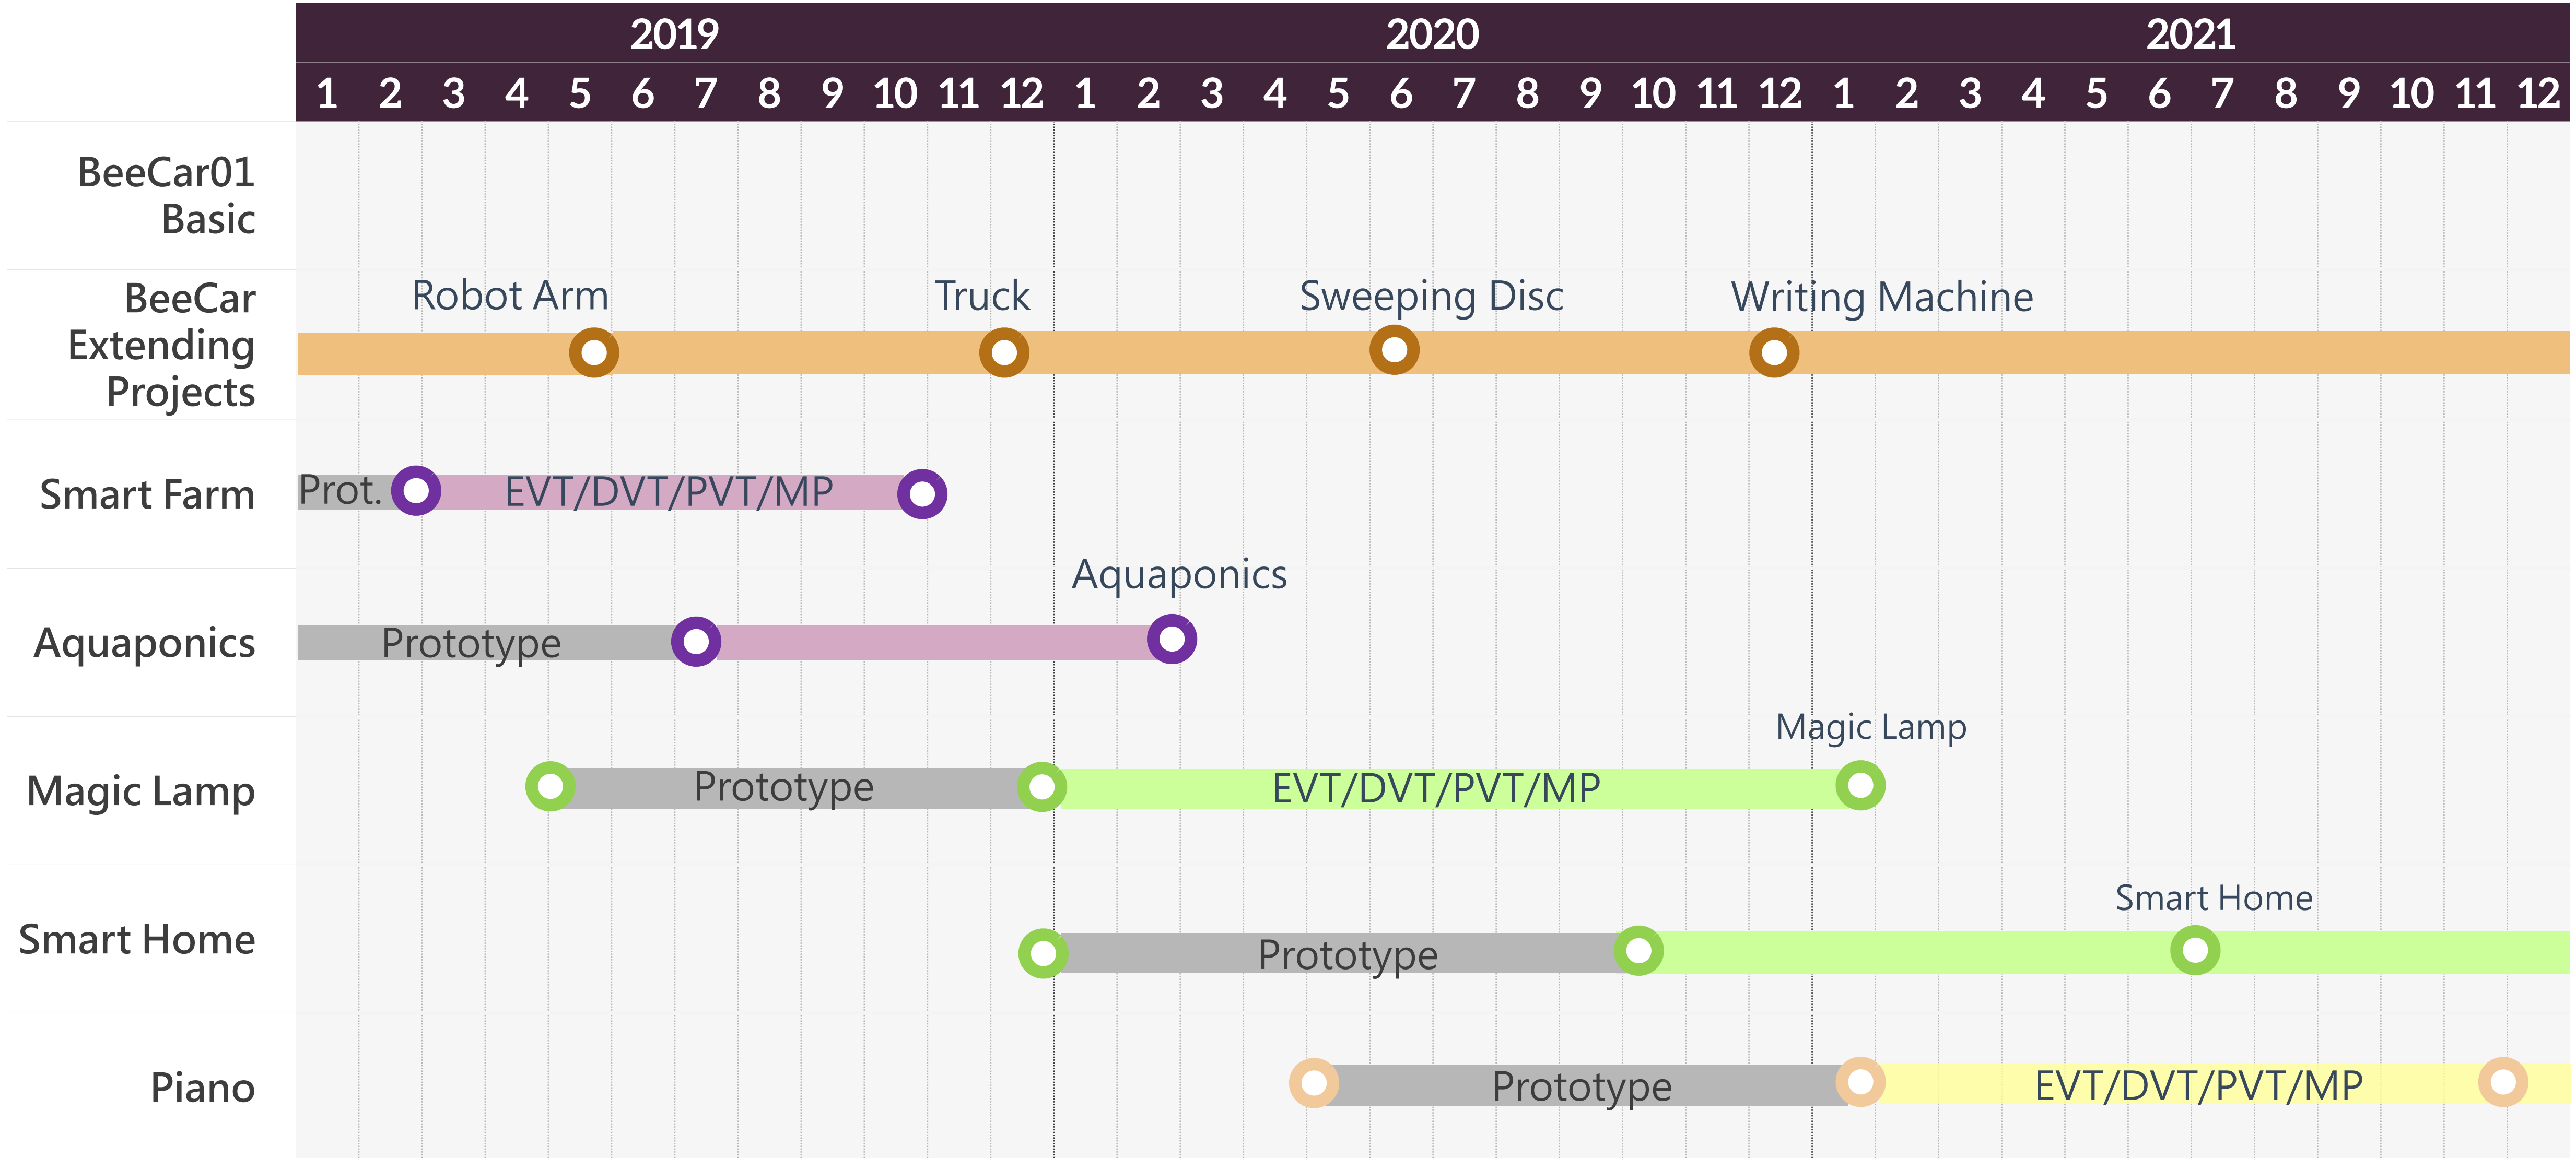 2019 2020 2021
1 2 3 4 5 6 7 8 9 10 11 12 1 2 3 4 5 6 7 8 9 10 11 12 1 2 3 4 5 6 7 8 9 10 11 12
BeeCar01
Basic
BeeCar
Extending
Projects
Robot Arm Truck Sweeping Disc Writing Machine
Smart Farm
Prot. EVT/DVT/PVT/MP
Aquaponics
Aquaponics
Prototype
Magic Lamp
Magic Lamp
Prototype EVT/DVT/PVT/MP
Smart Home
Smart Home
Prototype
Piano
Prototype EVT/DVT/PVT/MP